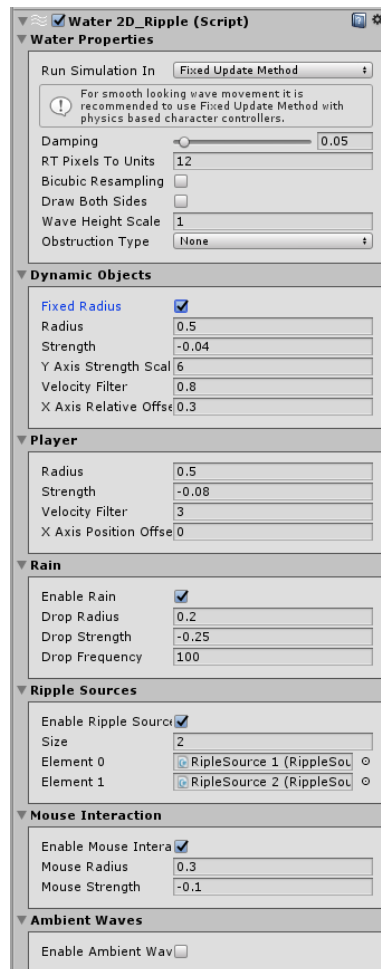 Water 2D_Ripple (Script)
Water Properties
Run Simulation In Fixed Update Method
For smooth looking wave movement it is
recommended to use Fixed Update Method with
physics based character controllers.
Damping 0.05
RT Pixels To Units 12
Bicubic Resampling
Draw Both Sides
Wave Height Scale 1
Obstruction Type None
Dynamic Objects
Fixed Radius
Radius 0.5
Strength -0.04
Y Axis Strength Scal 6
Velocity Filter 0.8
X Axis Relative Offse 0.3
Player
Radius 0.5
Strength -0.08
Velocity Filter 3
X Axis Position Offse 0
Rain
Enable Rain
Drop Radius 0.2
Drop Strength -0.25
Drop Frequency 100
Ripple Sources
Enable Ripple Source
Size 2
Element 0 RipleSource 1 (RippleSou
Element 1 RipleSource 2 (RippleSou
Mouse Interaction
Enable Mouse Intera
Mouse Radius 0.3
Mouse Strength -0.1
Ambient Waves
Enable Ambient Wav